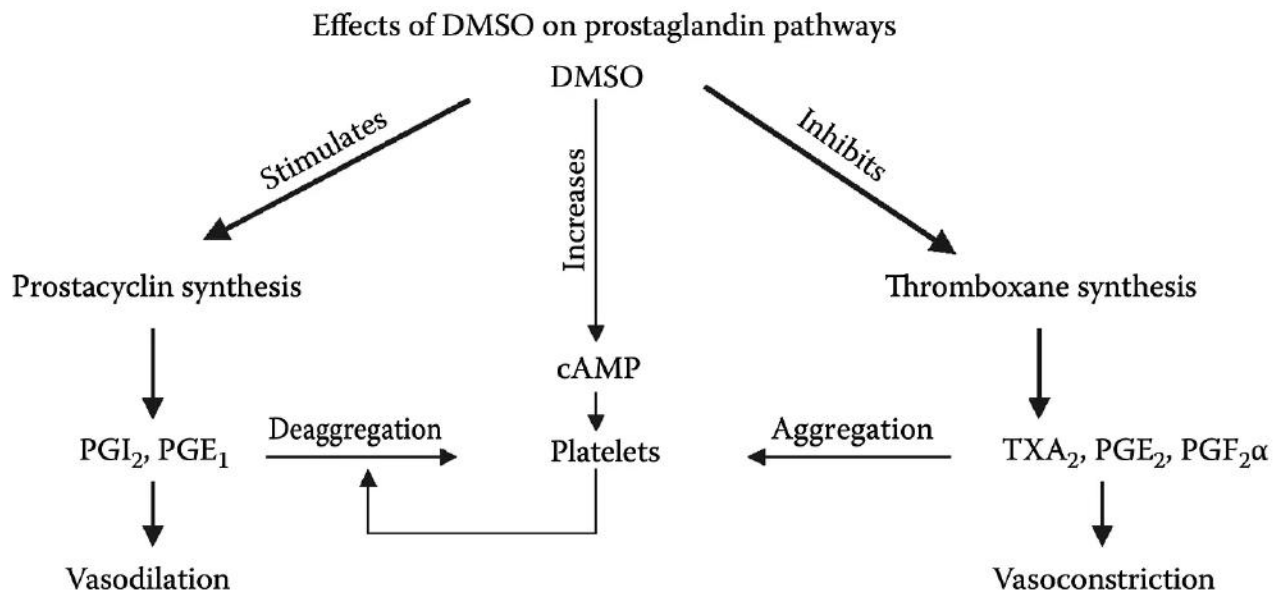 Effects of DMSO on prostaglandin pathways
DMSO
Stimulates
Increases
Inhibits
Prostacyclin synthesis
Thromboxane synthesis
cAMP
PGI₂, PGE₁
Deaggregation
Platelets
Aggregation
TXA₂, PGE₂, PGF₂α
Vasodilation
Vasoconstriction